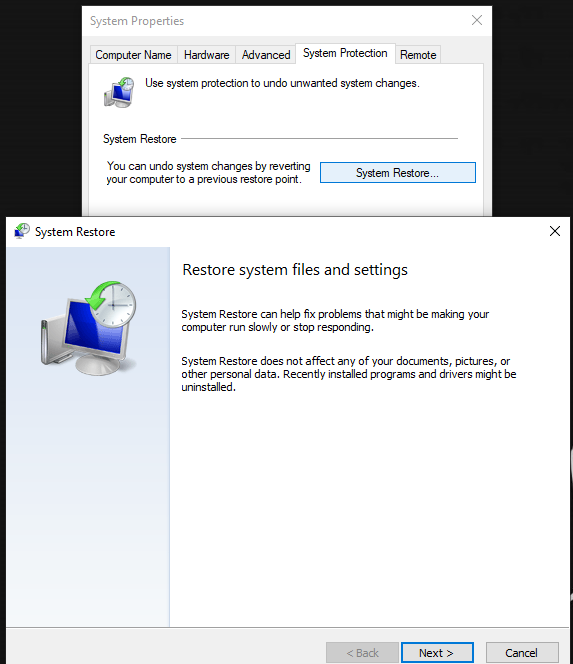 System Properties
Computer Name Hardware Advanced System Protection Remote
Use system protection to undo unwanted system changes.
System Restore
You can undo system changes by reverting
your computer to a previous restore point.
System Restore...
System Restore
Restore system files and settings
System Restore can help fix problems that might be making your
computer run slowly or stop responding.
System Restore does not affect any of your documents, pictures, or
other personal data. Recently installed programs and drivers might be
uninstalled.
< Back Next > Cancel